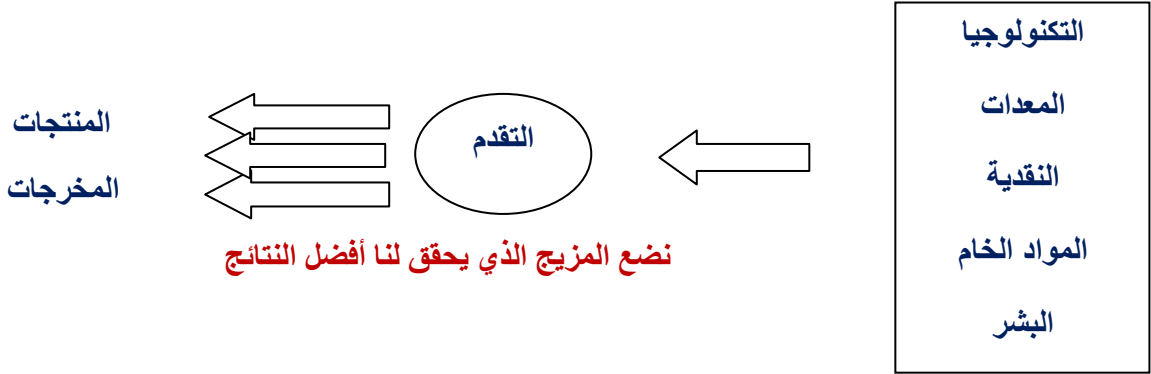 التكنولوجيا
المعدات
النقدية
المواد الخام
البشر
التقدم
نضع المزيج الذي يحقق لنا أفضل النتائج
المنتجات
المخرجات